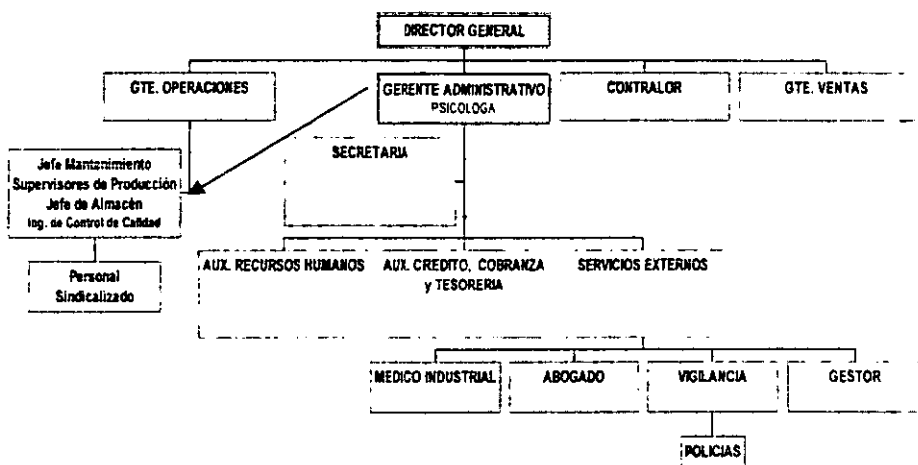 DIRECTOR GENERAL
GTE. OPERACIONES
GERENTE ADMINISTRATIVO
PSICOLOGA
CONTRALOR
GTE. VENTAS
SECRETARIA
Jefe Mantenimiento
Supervisores de Producción
Jefe de Almacén
Ing. de Control de Calidad
Personal
Sindicalizado
AUX. RECURSOS HUMANOS
AUX. CREDITO, COBRANZA
y TESORERIA
SERVICIOS EXTERNOS
MEDICO INDUSTRIAL
ABOGADO
VIGILANCIA
GESTOR
POLICIAS